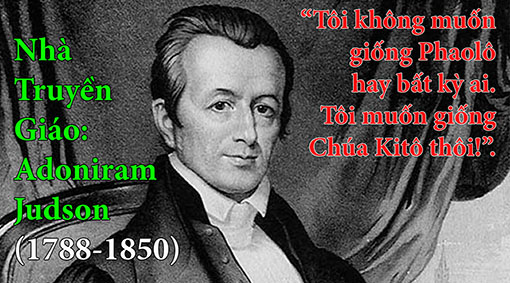 Nhà
Truyền
Giáo:
Adoniram
Judson
(1788-1850)
“Tôi không muốn
giống Phaolô
hay bất kỳ ai.
Tôi muốn giống
Chúa Kitô thôi!”.